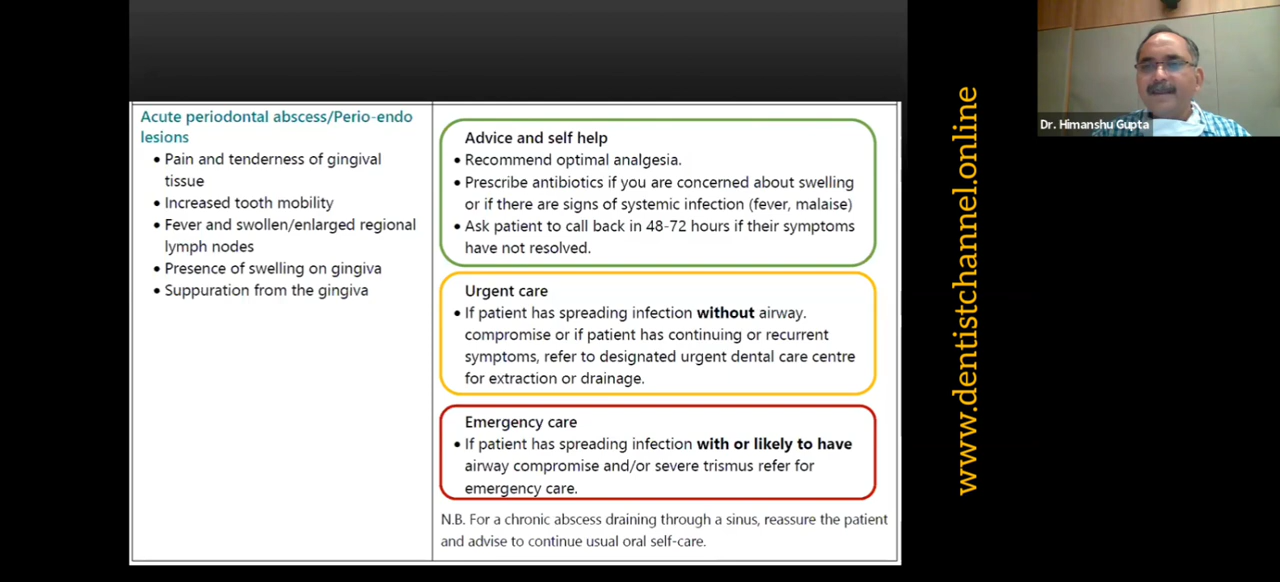 Acute periodontal abscess/Perio-endo
lesions
• Pain and tenderness of gingival
tissue
• Increased tooth mobility
• Fever and swollen/enlarged regional
lymph nodes
• Presence of swelling on gingiva
• Suppuration from the gingiva
Advice and self help
• Recommend optimal analgesia.
• Prescribe antibiotics if you are concerned about swelling
or if there are signs of systemic infection (fever, malaise)
• Ask patient to call back in 48-72 hours if their symptoms
have not resolved.
Urgent care
• If patient has spreading infection without airway.
compromise or if patient has continuing or recurrent
symptoms, refer to designated urgent dental care centre
for extraction or drainage.
Emergency care
• If patient has spreading infection with or likely to have
airway compromise and/or severe trismus refer for
emergency care.
N.B. For a chronic abscess draining through a sinus, reassure the patient
and advise to continue usual oral self-care.
www.dentistchannel.online
Dr. Himanshu Gupta